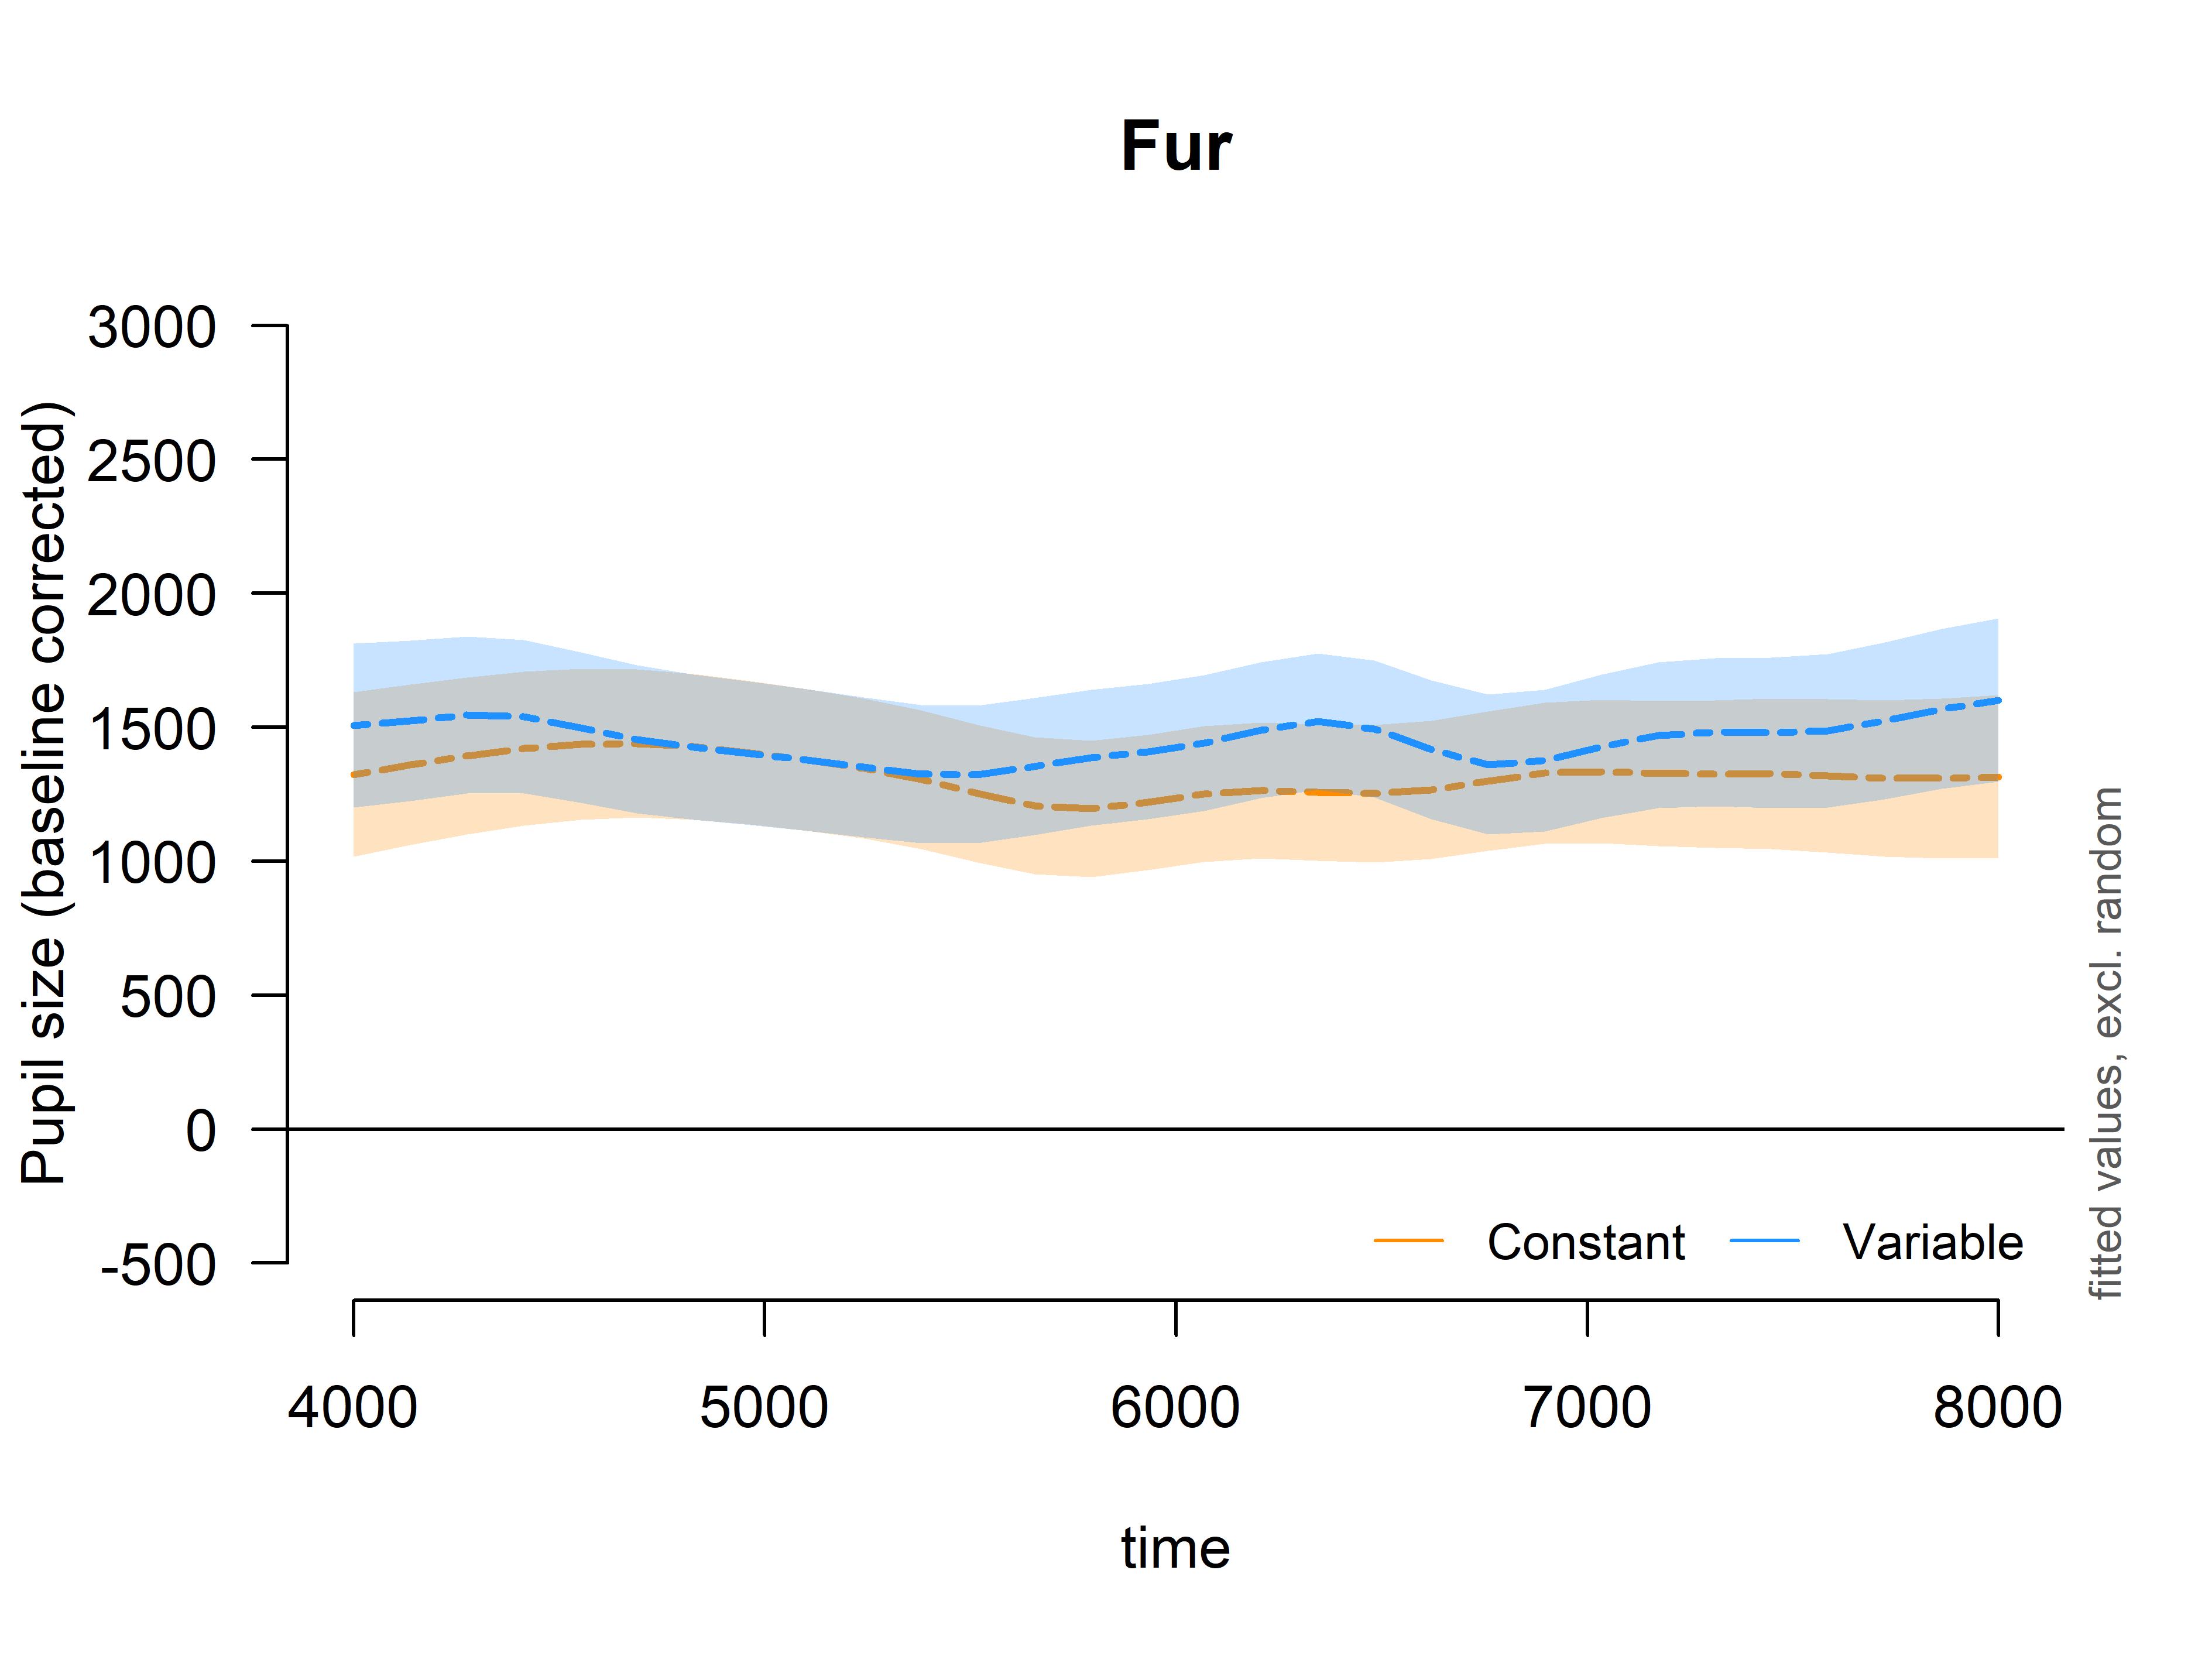 Fur
Pupil size (baseline corrected)
3000
2500
2000
1500
1000
500
0
-500
Constant
Variable
fitted values, excl. random
4000
5000
6000
7000
8000
time